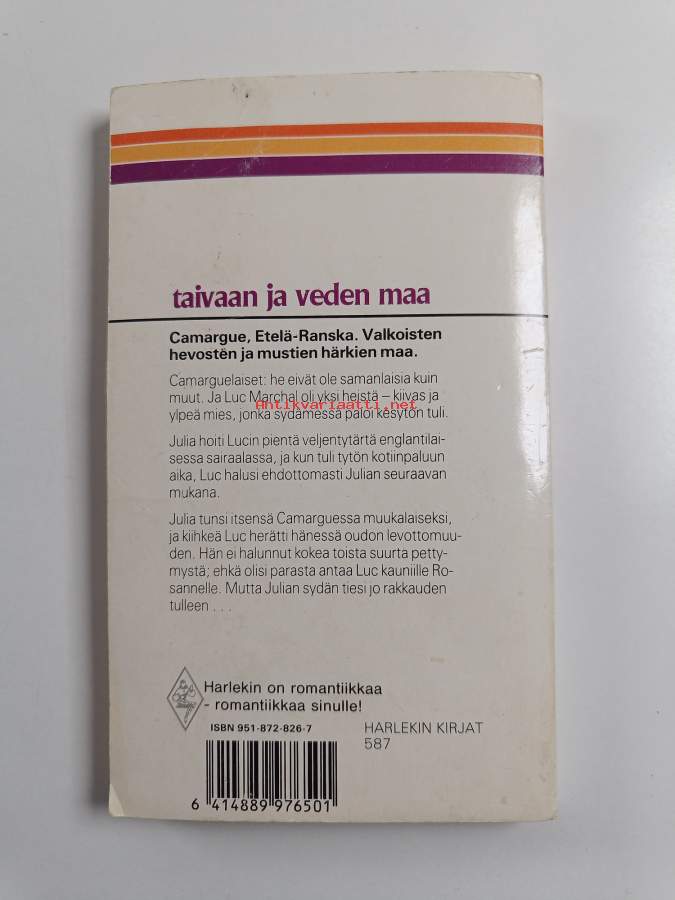 taivaan ja veden maa
Camargue, Etelä-Ranska. Valkoisten
hevosten ja mustien härkien maa.
Camarguelaiset: he eivät ole samanlaisia kuin
muut. Ja Luc Marchal oli yksi heistä – kiivas ja
Antikvariaatti.net
ylpeä mies, jonka sydämessä paloi kesytön tuli.
Julia hoiti Lucin pientä veljentytärtä englantilai-
sessa sairaalassa, ja kun tuli tytön kotiinpaluun
aika, Luc halusi ehdottomasti Julian seuraavan
mukana.
Julia tunsi itsensä Camarguessa muukalaiseksi,
ja kiihkeä Luc herätti hänessä oudon levottomuu-
den. Hän ei halunnut kokea toista suurta petty-
mystä; ehkä olisi parasta antaa Luc kauniille Ro-
sannelle. Mutta Julian sydän tiesi jo rakkauden
tulleen . . .
Harlekin on romantiikkaa
- romantiikkaa sinulle!
ISBN 951-872-826-7
HARLEKIN KIRJAT
587
6 414889 976501